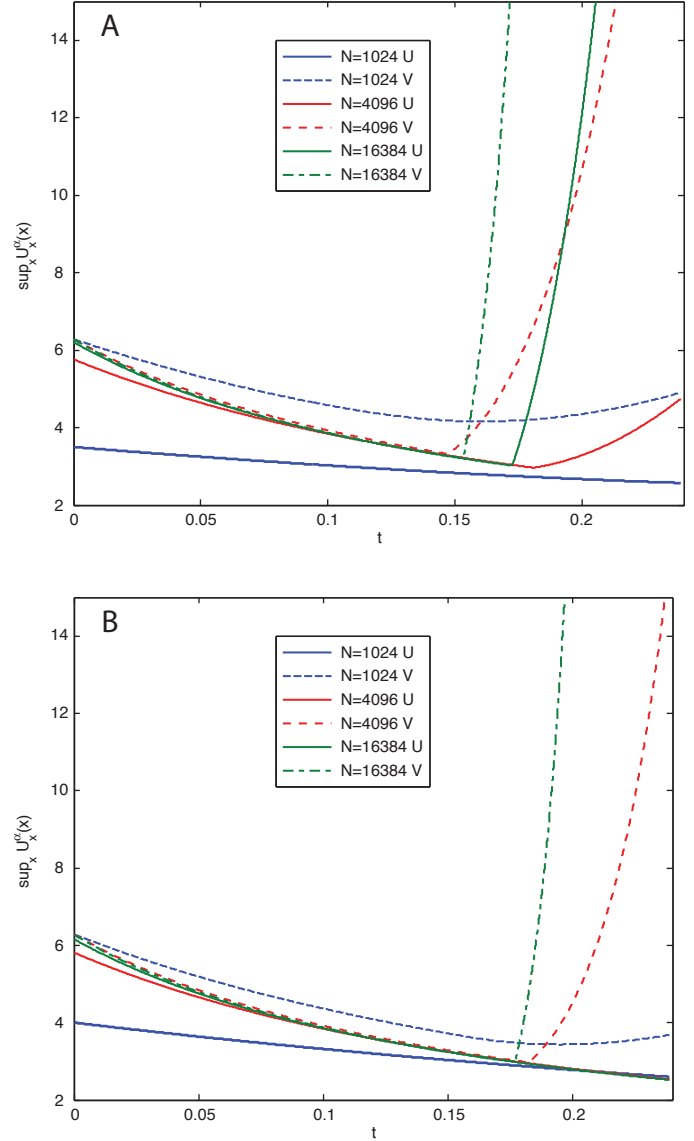 A
14
12
10
8
6
4
2
sup_x U_x^α(x)
N=1024 U
N=1024 V
N=4096 U
N=4096 V
N=16384 U
N=16384 V
0
0.05
0.1
0.15
0.2
t
B
14
12
10
8
6
4
2
sup_x U_x^α(x)
N=1024 U
N=1024 V
N=4096 U
N=4096 V
N=16384 U
N=16384 V
0
0.05
0.1
0.15
0.2
t